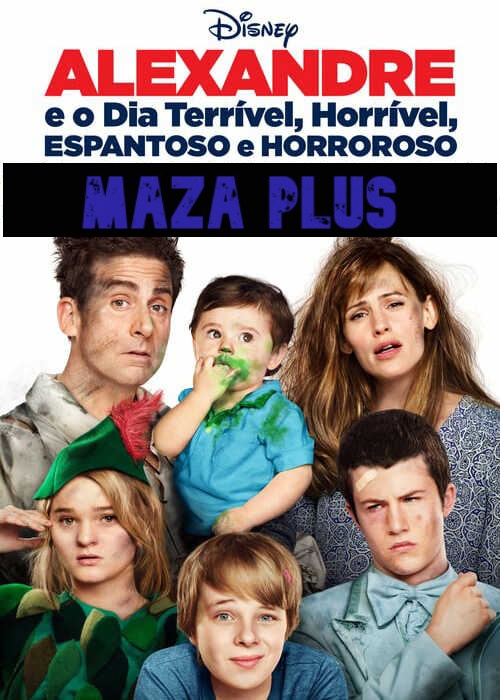 Disney
ALEXANDRE
e o Dia Terrível, Horrível,
ESPANTOSO e HORROROSO
MAZA PLUS